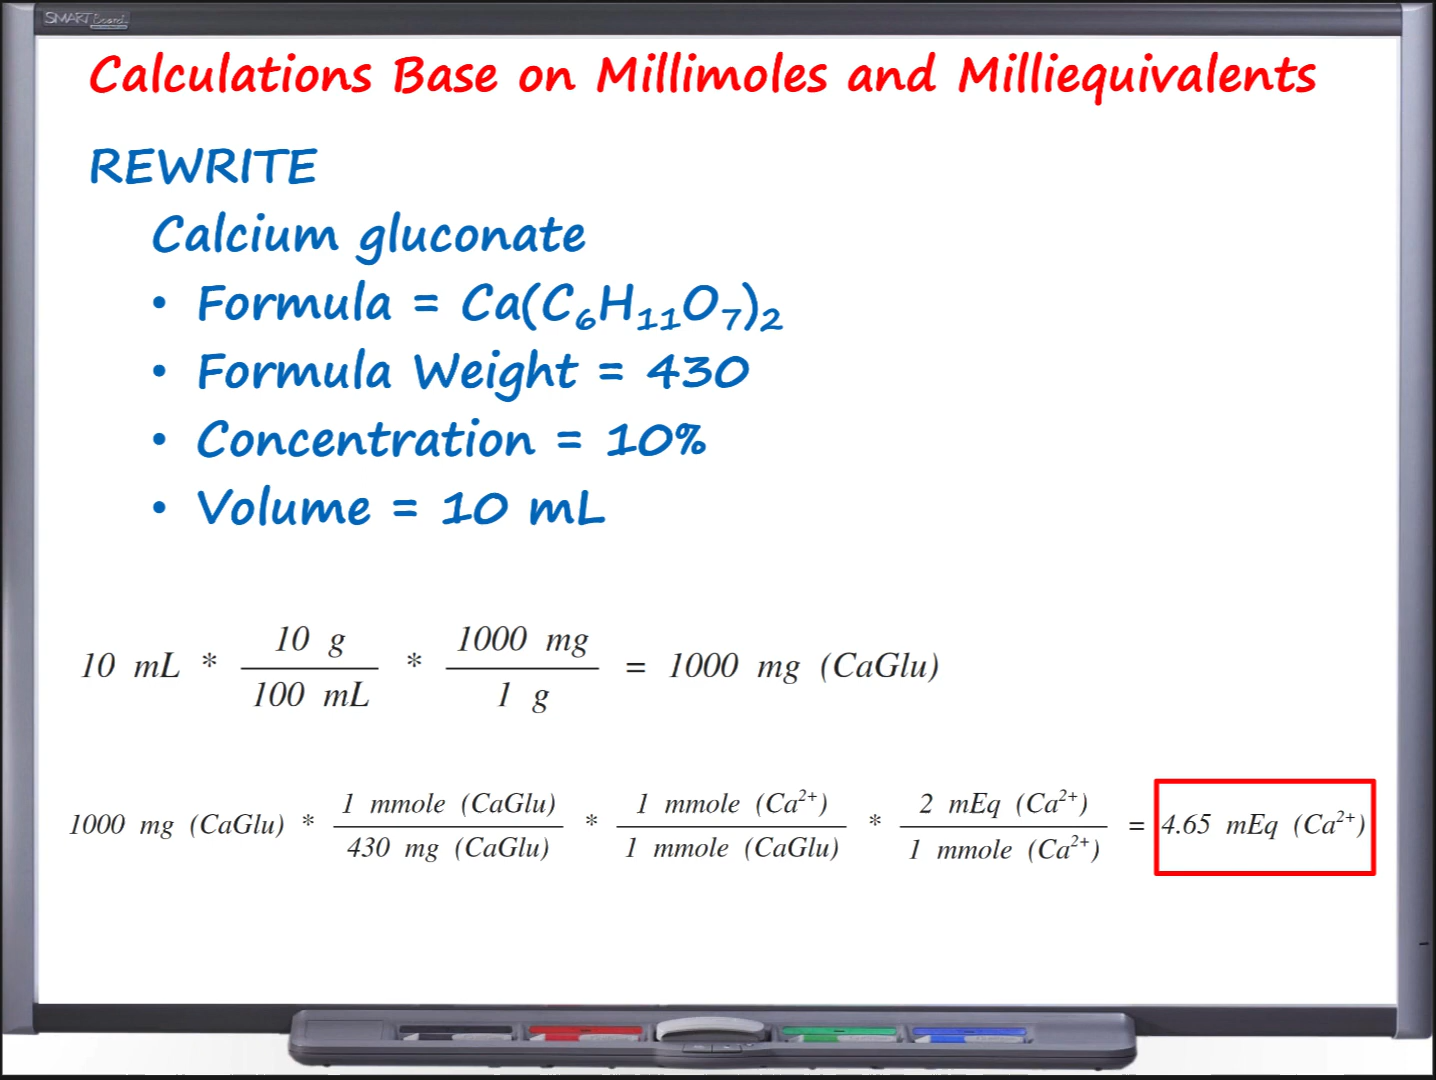 SMART Board
Calculations Base on Millimoles and Milliequivalents
REWRITE
Calcium gluconate
• Formula = Ca(C₆H₁₁O₇)₂
• Formula Weight = 430
• Concentration = 10%
• Volume = 10 mL
10 mL * 10 g / 100 mL * 1000 mg / 1 g = 1000 mg (CaGlu)
1000 mg (CaGlu) * 1 mmole (CaGlu) / 430 mg (CaGlu) * 1 mmole (Ca²⁺) / 1 mmole (CaGlu) * 2 mEq (Ca²⁺) / 1 mmole (Ca²⁺) = 4.65 mEq (Ca²⁺)